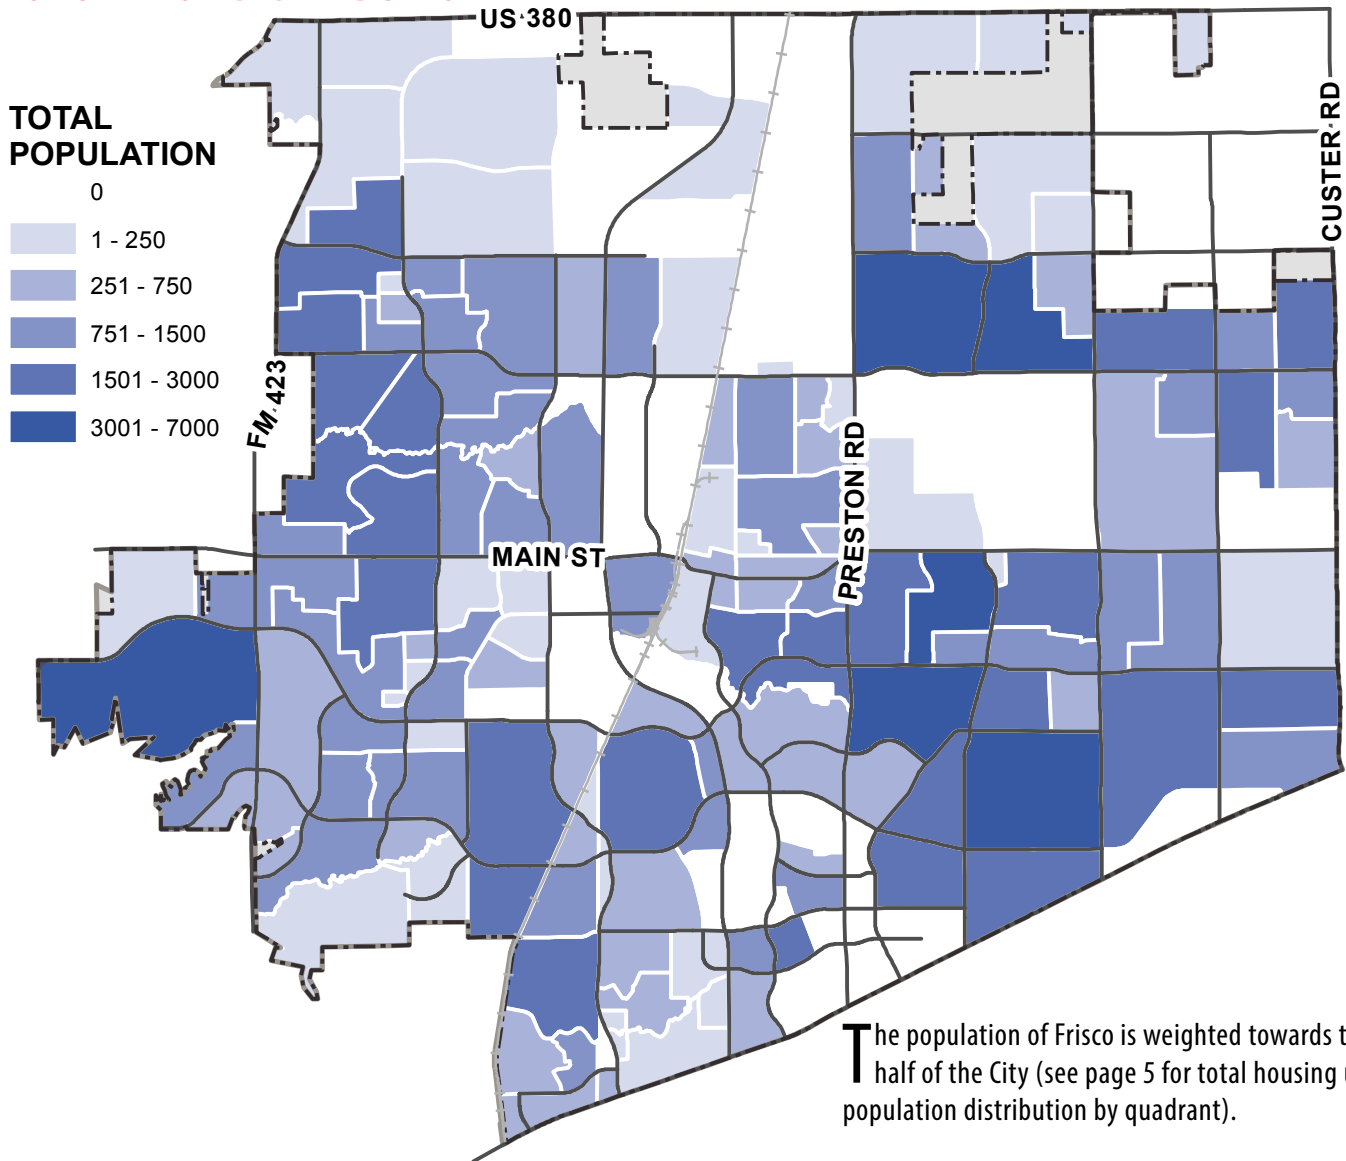 US 380
TOTAL
POPULATION
0
1 - 250
251 - 750
751 - 1500
1501 - 3000
3001 - 7000
CUSTER RD
FM 423
PRESTON RD
MAIN ST
The population of Frisco is weighted towards
half of the City (see page 5 for total housing
population distribution by quadrant).